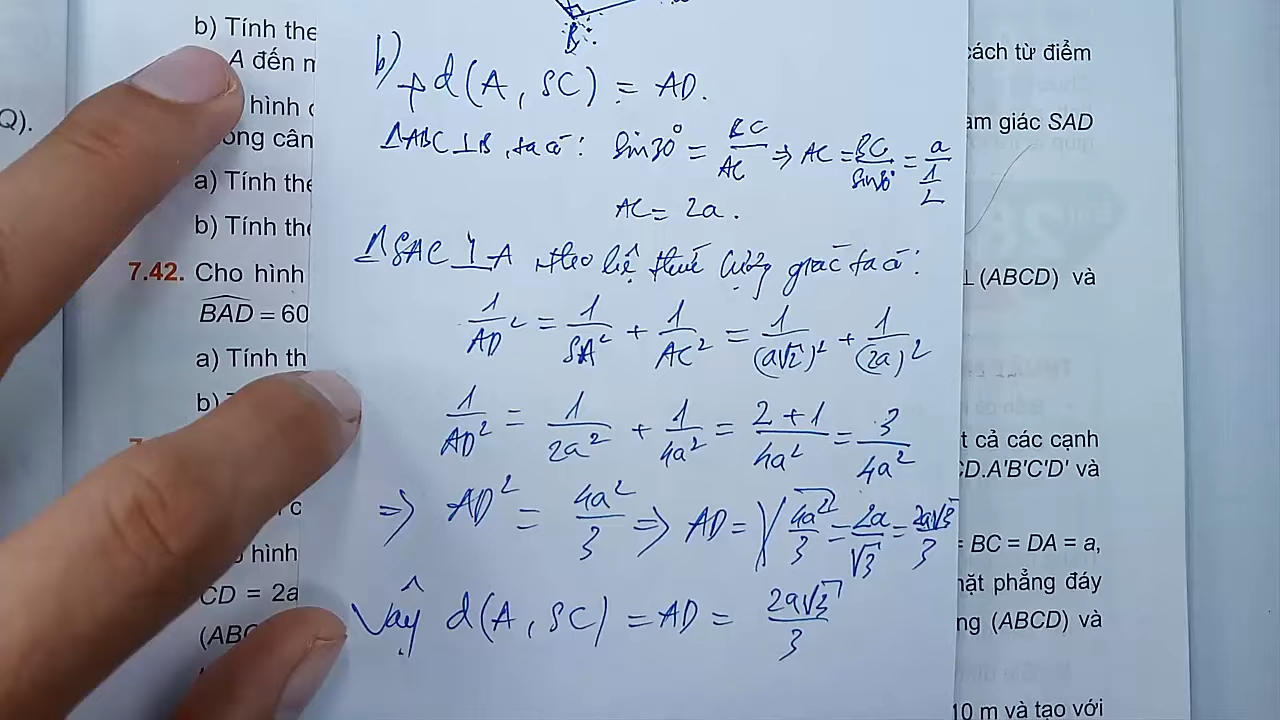 Q).
b) Tính the
A đến m
hình
ông cân
a) Tính the
b) Tính the
7.42. Cho hình
BAD = 60
a) Tính th
b)
hình
CD = 2a
(ABC
B
b) + d(A, SC) = AD.
ΔABC ⊥ B, ta có: sin30° = BC/AC => AC = BC/sin30° = a/(1/2)
AC = 2a.
ΔSAC ⊥ A, theo hệ thức lượng giác ta có:
1/AD² = 1/SA² + 1/AC² = 1/(a√2)² + 1/(2a)²
1/AD² = 1/2a² + 1/4a² = (2+1)/4a² = 3/4a²
=> AD² = 4a²/3 => AD = √(4a²/3) = 2a/√3 = 2a√3/3
Vậy d(A, SC) = AD = 2a√3/3
cách từ điểm
am giác SAD
⊥ (ABCD) và
t cả các cạnh
CD.A'B'C'D' và
= BC = DA = a,
mặt phẳng đáy
ng (ABCD) và
10 m và tạo với